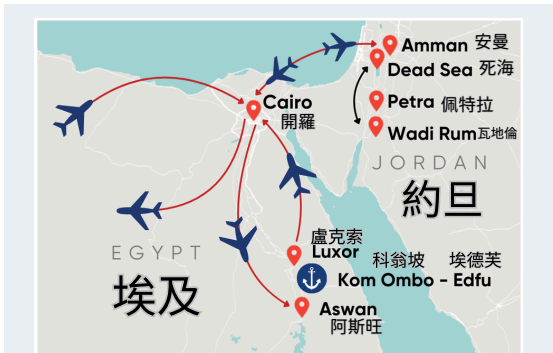 Amman 安曼
Dead Sea 死海
Cairo
開羅
Petra 佩特拉
Wadi Rum 瓦地倫
JORDAN
約旦
EGYPT
埃及
盧克索
Luxor
科翁坡 埃德芙
Kom Ombo - Edfu
Aswan
阿斯旺